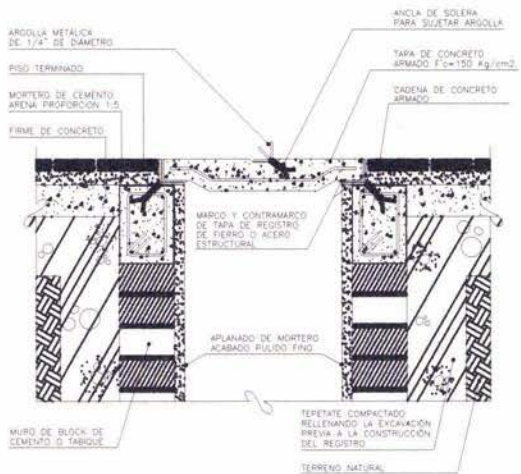 ANCLA DE SOLERA
PARA SUJETAR ARGOLLA
ARGOLLA METÁLICA
DE 1/4" DE DIÁMETRO
TAPA DE CONCRETO
ARMADO F'c=150 Kg/cm2.
PISO TERMINADO
MORTERO DE CEMENTO
ARENA PROPORCION 1:5
CADENA DE CONCRETO
ARMADO
FIRME DE CONCRETO
MARCO Y CONTRAMARCO
DE TAPA DE REGISTRO
DE FIERRO O ACERO
ESTRUCTURAL
APLANADO DE MORTERO
ACABADO PULIDO FINO
MURO DE BLOCK DE
CEMENTO O TABIQUE
TEPETATE COMPACTADO
RELLENANDO LA EXCAVACIÓN
PREVIA A LA CONSTRUCCIÓN
DEL REGISTRO
TERRENO NATURAL